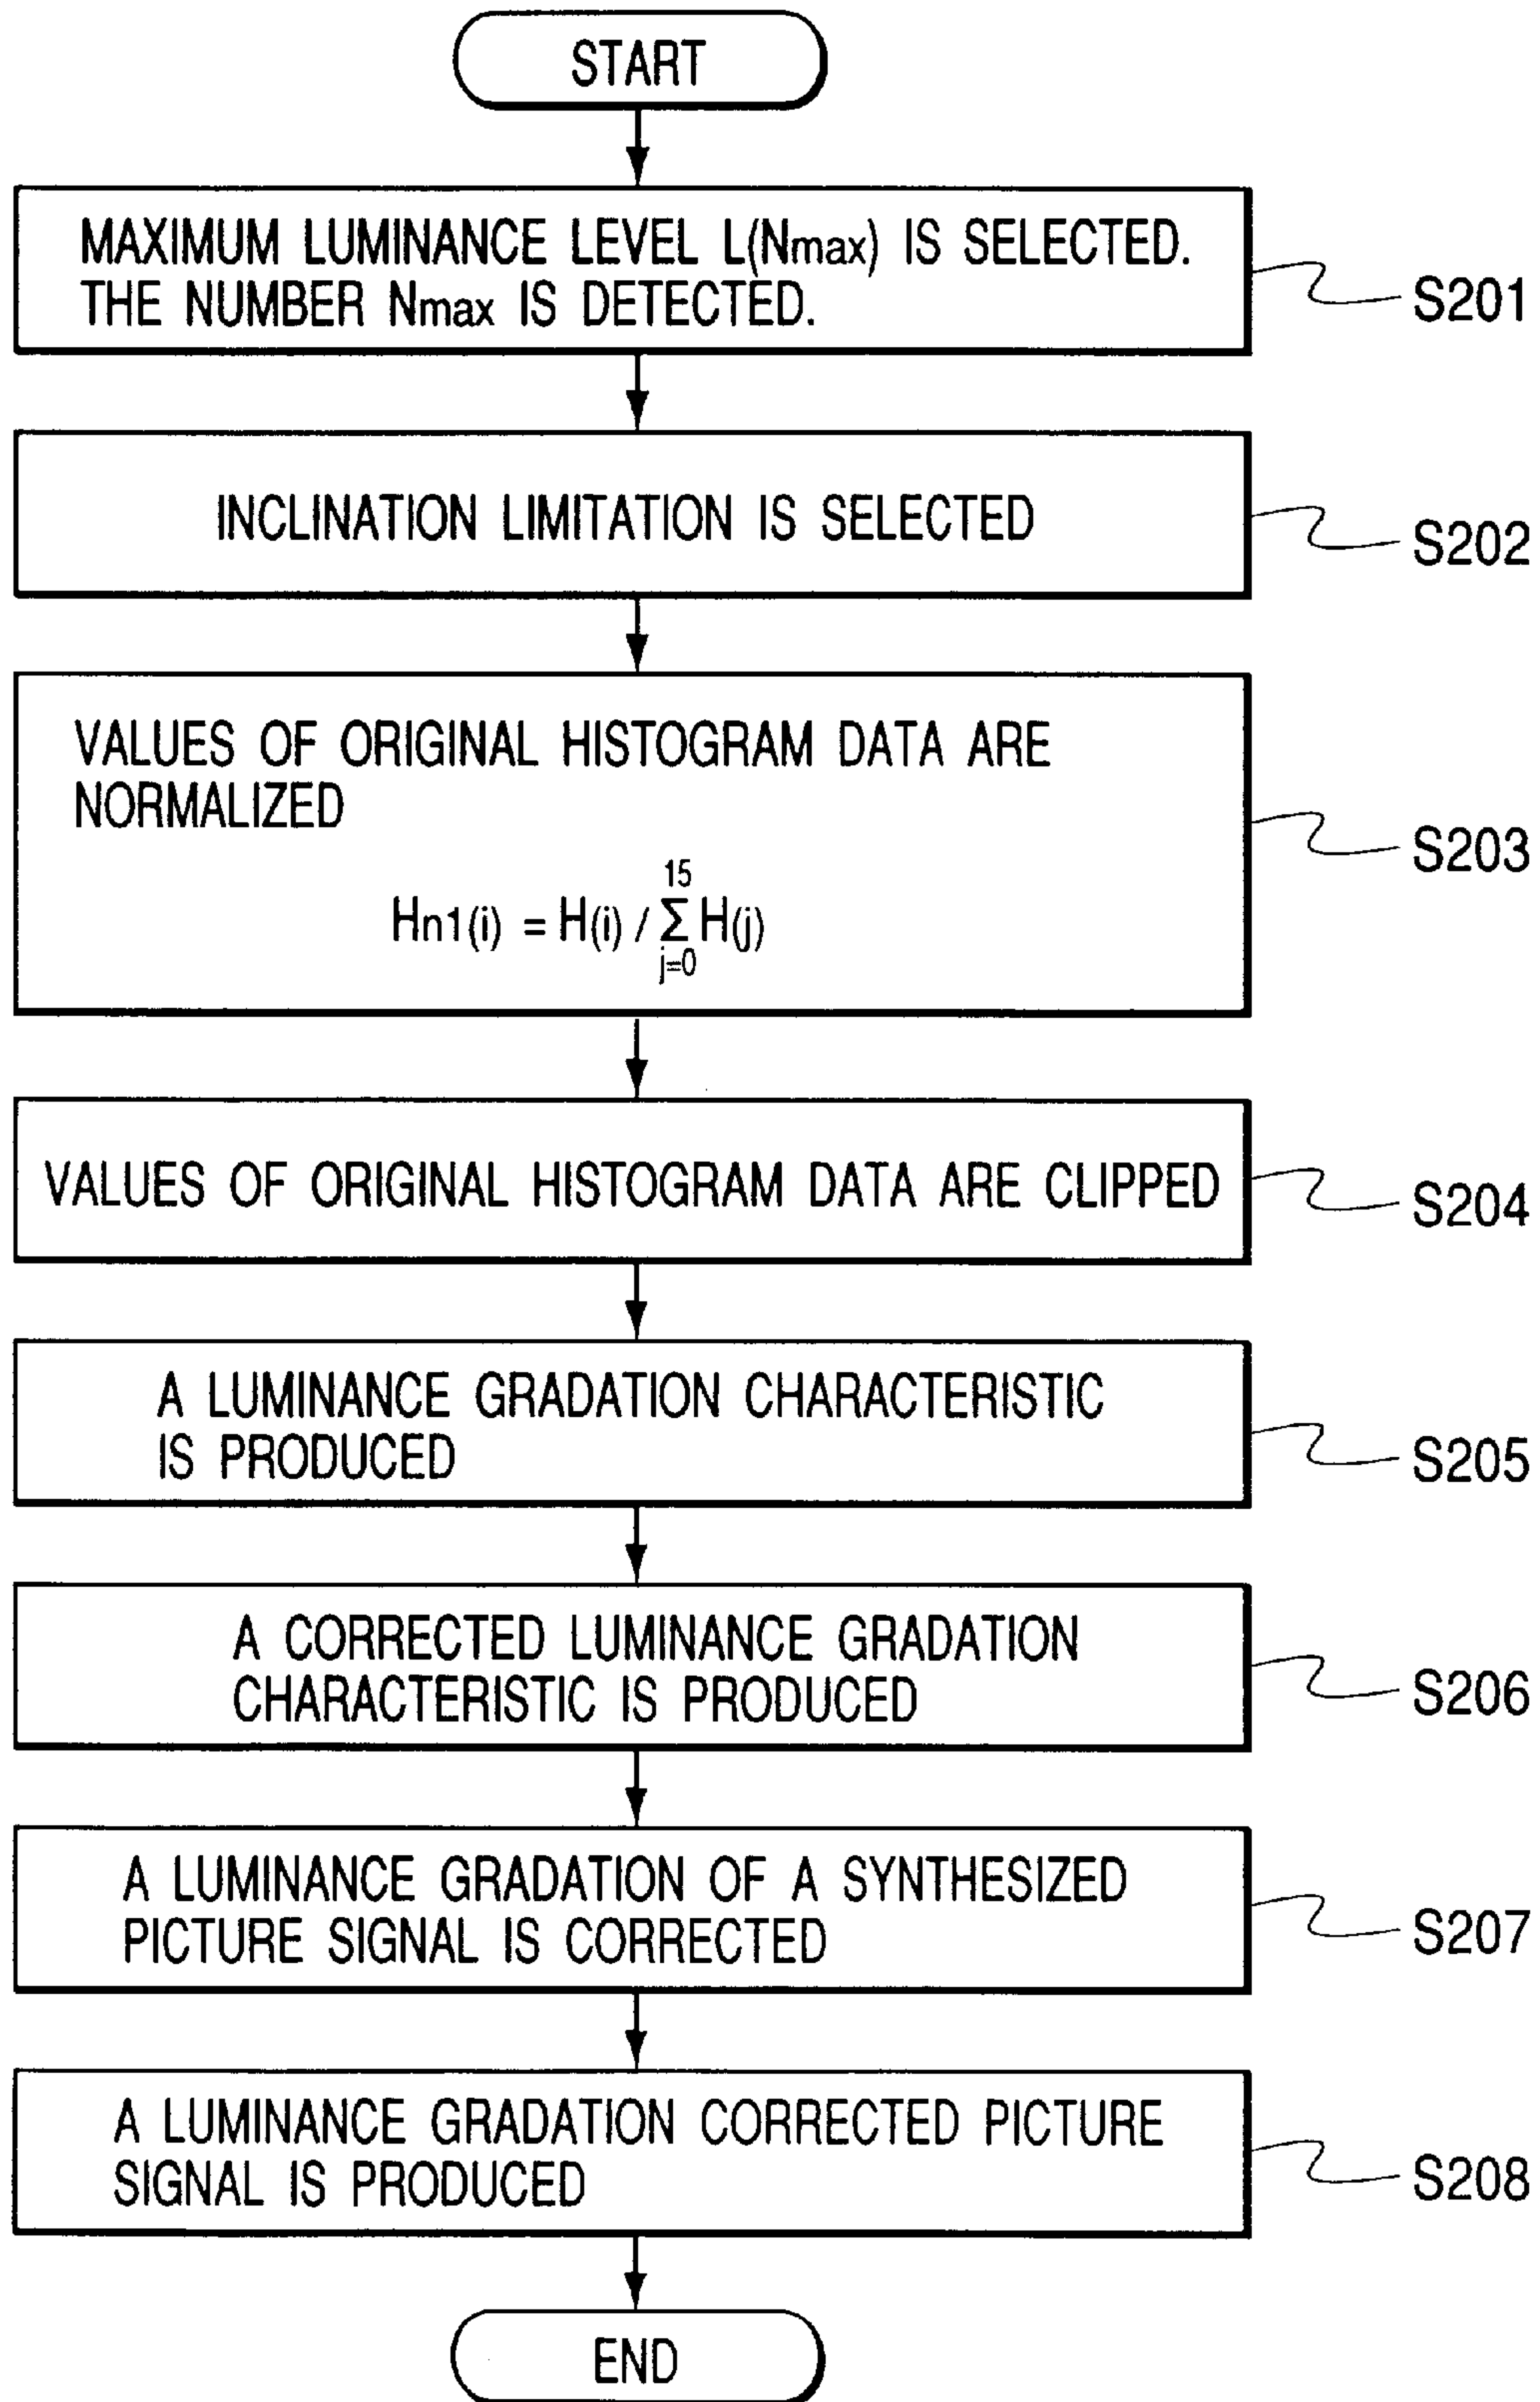 START
MAXIMUM LUMINANCE LEVEL L(Nmax) IS SELECTED.
THE NUMBER Nmax IS DETECTED.
S201
INCLINATION LIMITATION IS SELECTED
S202
VALUES OF ORIGINAL HISTOGRAM DATA ARE
NORMALIZED
Hn1(i) = H(i) / 15 Σ j=0 H(j)
S203
VALUES OF ORIGINAL HISTOGRAM DATA ARE CLIPPED
S204
A LUMINANCE GRADATION CHARACTERISTIC
IS PRODUCED
S205
A CORRECTED LUMINANCE GRADATION
CHARACTERISTIC IS PRODUCED
S206
A LUMINANCE GRADATION OF A SYNTHESIZED
PICTURE SIGNAL IS CORRECTED
S207
A LUMINANCE GRADATION CORRECTED PICTURE
SIGNAL IS PRODUCED
S208
END